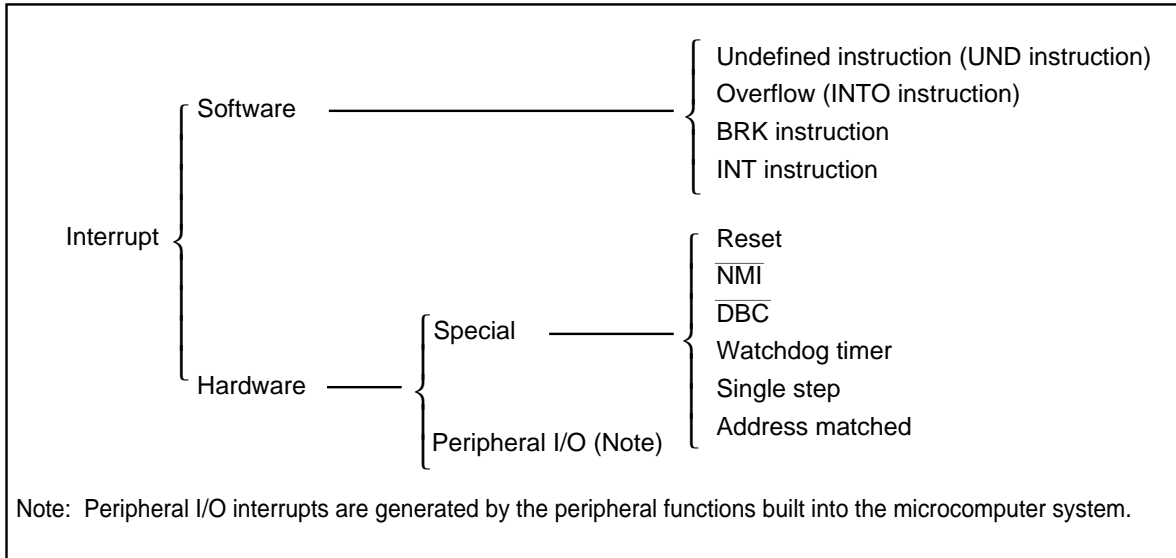 Interrupt
Software
Undefined instruction (UND instruction)
Overflow (INTO instruction)
BRK instruction
INT instruction
Hardware
Special
Reset
N̅M̅I̅
D̅B̅C̅
Watchdog timer
Single step
Address matched
Peripheral I/O (Note)
Note: Peripheral I/O interrupts are generated by the peripheral functions built into the microcomputer system.